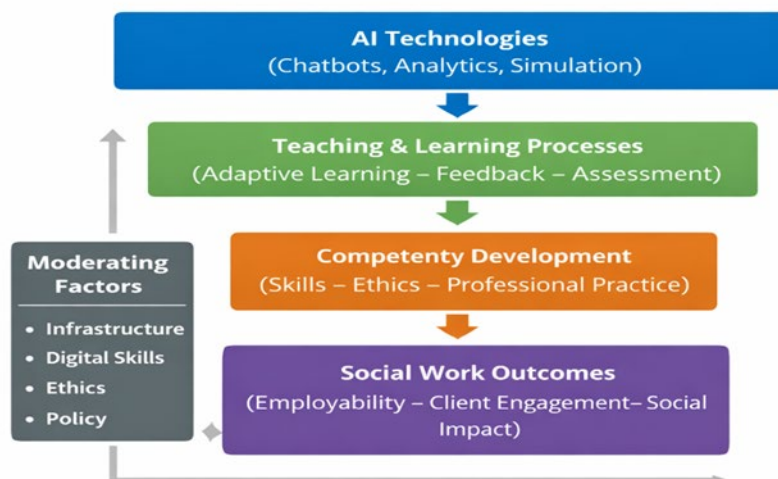 AI Technologies
(Chatbots, Analytics, Simulation)
Teaching & Learning Processes
(Adaptive Learning – Feedback – Assessment)
Competenty Development
(Skills – Ethics – Professional Practice)
Moderating
Factors
• Infrastructure
• Digital Skills
• Ethics
• Policy
Social Work Outcomes
(Employability – Client Engagement– Social
Impact)